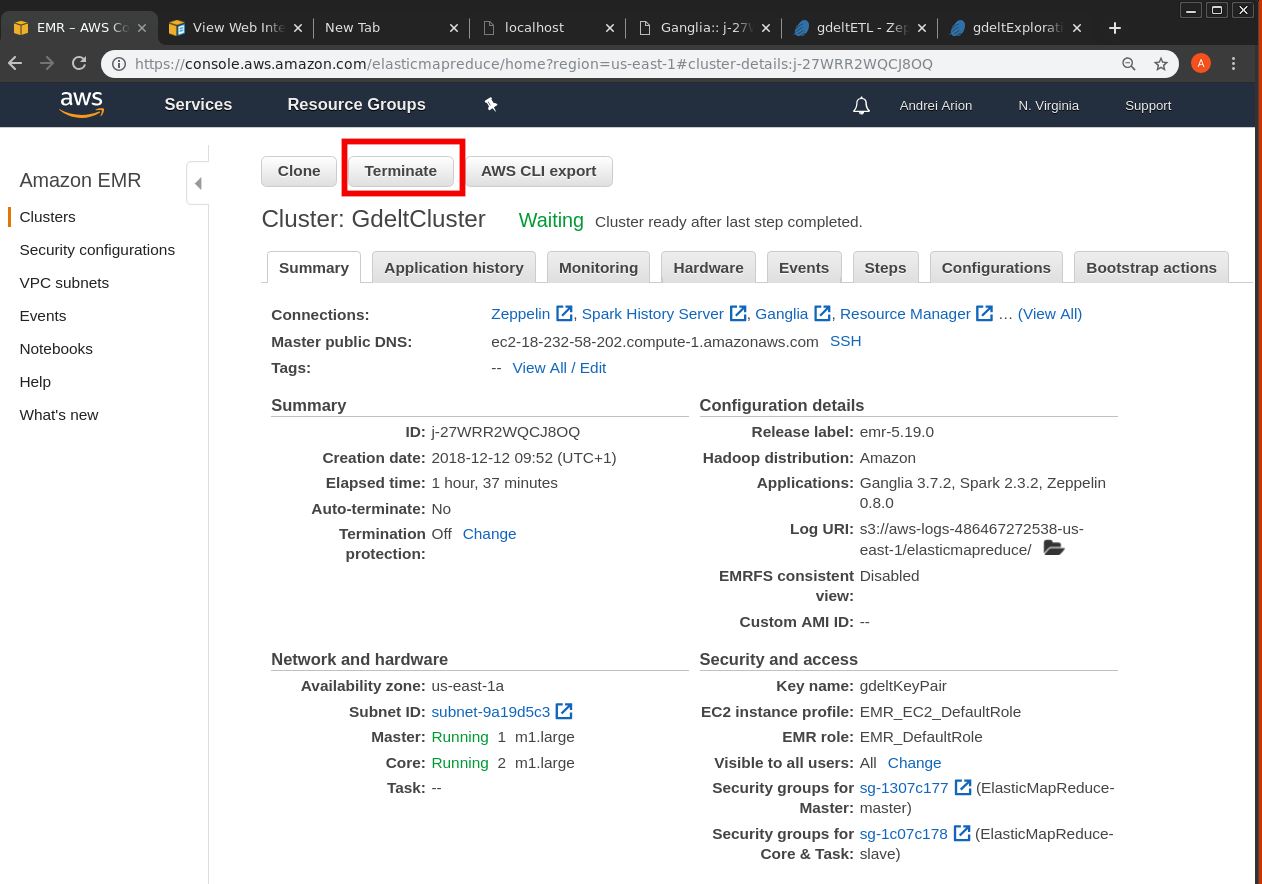 EMR – AWS Co
View Web Inte
New Tab
localhost
Ganglia:: j-27W
gdeltETL - Zep
gdeltExplorati
https://console.aws.amazon.com/elasticmapreduce/home?region=us-east-1#cluster-details:j-27WRR2WQCJ8OQ
A
aws
Services
Resource Groups
Andrei Arion
N. Virginia
Support
Amazon EMR
Clusters
Security configurations
VPC subnets
Events
Notebooks
Help
What's new
Clone
Terminate
AWS CLI export
Cluster: GdeltCluster Waiting Cluster ready after last step completed.
Summary
Application history
Monitoring
Hardware
Events
Steps
Configurations
Bootstrap actions
Connections: Zeppelin, Spark History Server, Ganglia, Resource Manager … (View All)
Master public DNS: ec2-18-232-58-202.compute-1.amazonaws.com SSH
Tags: -- View All / Edit
Summary
ID: j-27WRR2WQCJ8OQ
Creation date: 2018-12-12 09:52 (UTC+1)
Elapsed time: 1 hour, 37 minutes
Auto-terminate: No
Termination Off Change
protection:
Configuration details
Release label: emr-5.19.0
Hadoop distribution: Amazon
Applications: Ganglia 3.7.2, Spark 2.3.2, Zeppelin
0.8.0
Log URI: s3://aws-logs-486467272538-us-
east-1/elasticmapreduce/
EMRFS consistent Disabled
view:
Custom AMI ID: --
Network and hardware
Availability zone: us-east-1a
Subnet ID: subnet-9a19d5c3
Master: Running 1 m1.large
Core: Running 2 m1.large
Task: --
Security and access
Key name: gdeltKeyPair
EC2 instance profile: EMR_EC2_DefaultRole
EMR role: EMR_DefaultRole
Visible to all users: All Change
Security groups for sg-1307c177 (ElasticMapReduce-
Master: master)
Security groups for sg-1c07c178 (ElasticMapReduce-
Core & Task: slave)